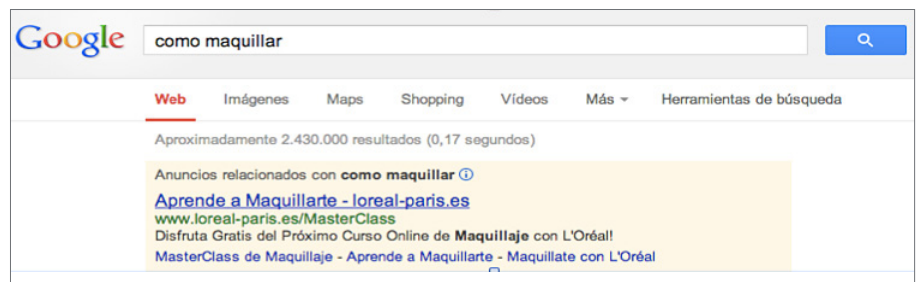 Google como maquillar
Web Imágenes Maps Shopping Vídeos Más Herramientas de búsqueda
Aproximadamente 2.430.000 resultados (0,17 segundos)
Anuncios relacionados con como maquillar
Aprende a Maquillarte - loreal-paris.es
www.loreal-paris.es/MasterClass
Disfruta Gratis del Próximo Curso Online de Maquillaje con L'Oréal!
MasterClass de Maquillaje - Aprende a Maquillarte - Maquillate con L'Oréal